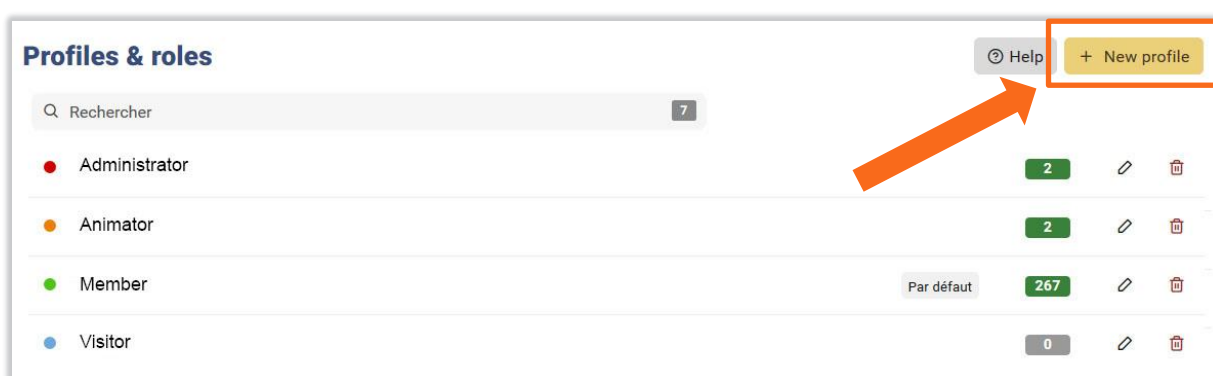 Profiles & roles
Help
+ New profile
Rechercher
7
Administrator
2
Animator
2
Member
Par défaut
267
Visitor
0